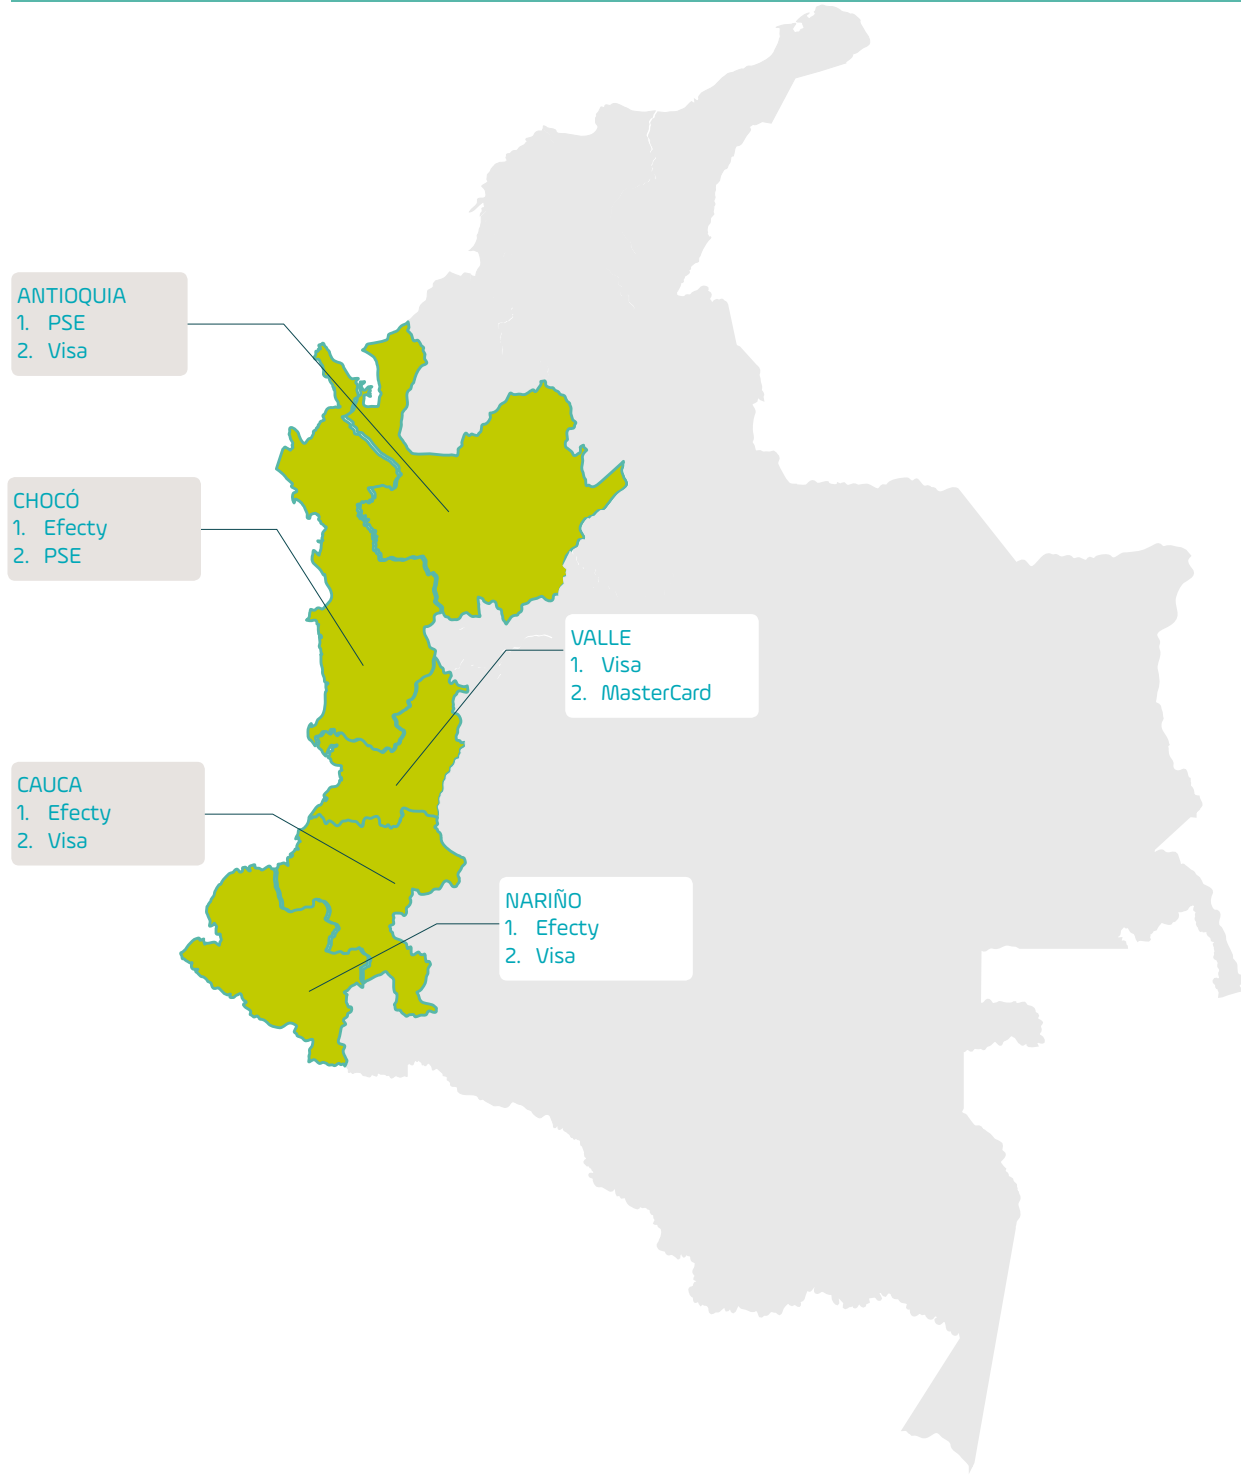 ANTIOQUIA
1. PSE
2. Visa
CHOCÓ
1. Efecty
2. PSE
VALLE
1. Visa
2. MasterCard
CAUCA
1. Efecty
2. Visa
NARIÑO
1. Efecty
2. Visa